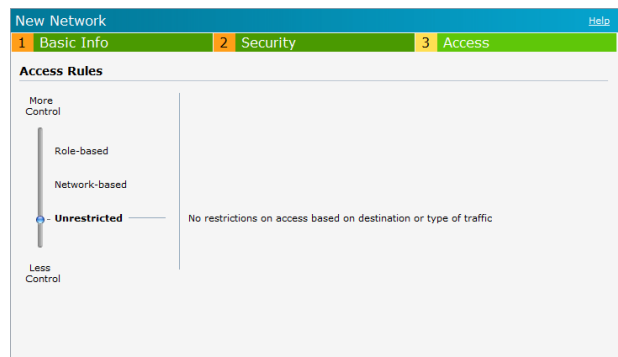 New Network Help
1 Basic Info 2 Security 3 Access
Access Rules
More
Control
Role-based
Network-based
Unrestricted No restrictions on access based on destination or type of traffic
Less
Control